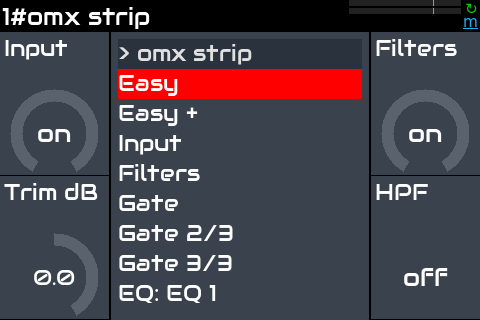 1#omx strip
↻
m
Input
on
Trim dB
0.0
> omx strip
Easy
Easy +
Input
Filters
Gate
Gate 2/3
Gate 3/3
EQ: EQ 1
Filters
on
HPF
off